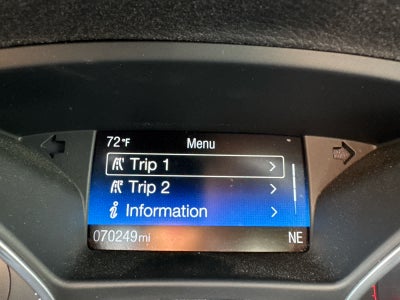 72°F Menu
Trip 1
Trip 2
Information
070249mi NE